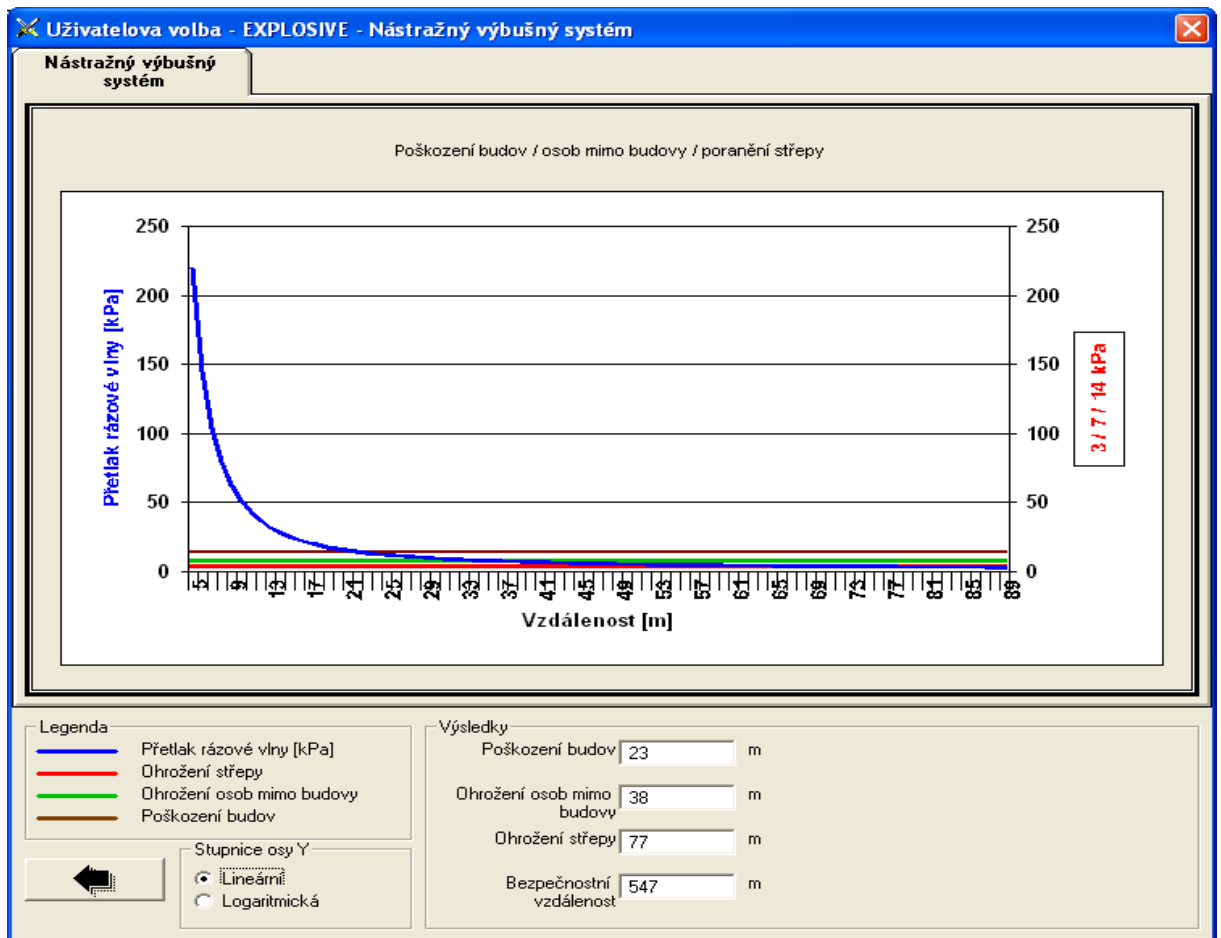 Uživatelova volba - EXPLOSIVE - Nástražný výbušný systém
Nástražný výbušný
systém
Poškození budov / osob mimo budovy / poranění střepy
Přetlak rázové vlny [kPa]
250
200
150
100
50
0
250
200
150
100
50
0
3 / 7 / 14 kPa
5 9 13 17 21 25 29 33 37 41 45 49 53 57 61 65 69 73 77 81 85 89
Vzdálenost [m]
Legenda
Přetlak rázové vlny [kPa]
Ohrožení střepy
Ohrožení osob mimo budovy
Poškození budov
Stupnice osy Y
Lineární
Logaritmická
Výsledky
Poškození budov 23 m
Ohrožení osob mimo budovy 38 m
Ohrožení střepy 77 m
Bezpečnostní vzdálenost 547 m